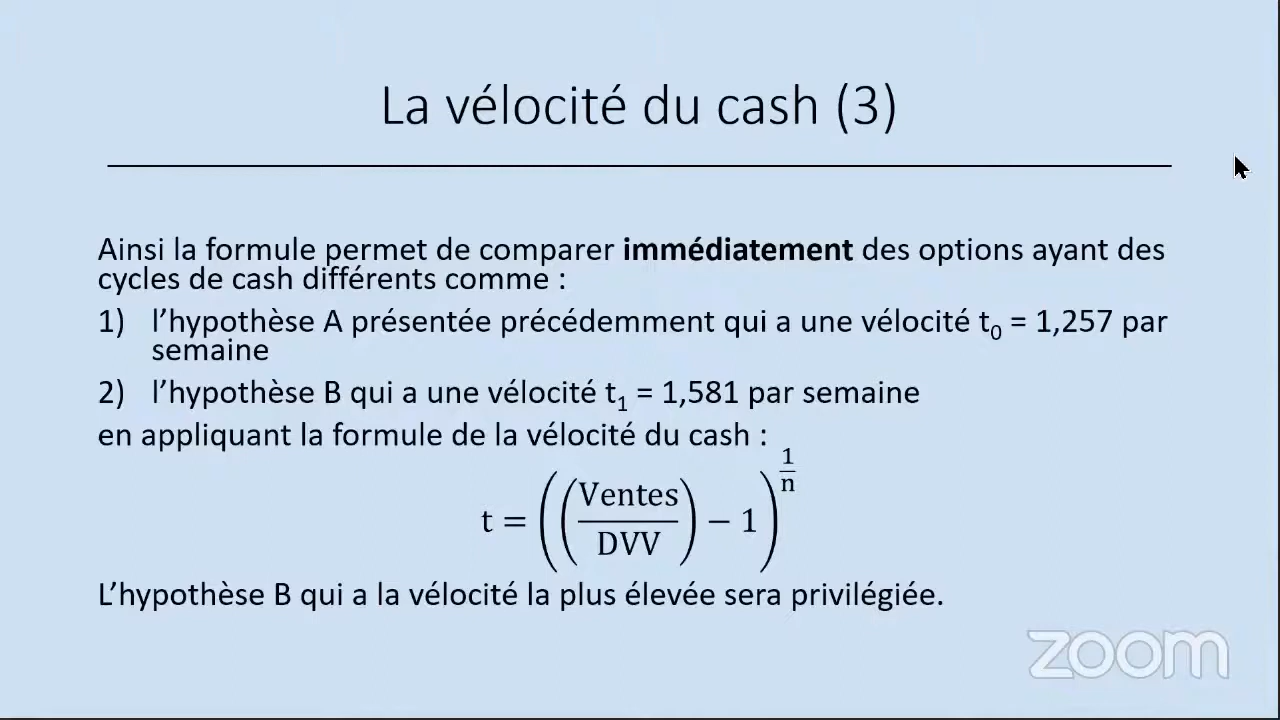 La vélocité du cash (3)
Ainsi la formule permet de comparer immédiatement des options ayant des
cycles de cash différents comme :
1) l’hypothèse A présentée précédemment qui a une vélocité t₀ = 1,257 par
semaine
2) l’hypothèse B qui a une vélocité t₁ = 1,581 par semaine
en appliquant la formule de la vélocité du cash :
t = ((Ventes/DVV) − 1)^(1/n)
L’hypothèse B qui a la vélocité la plus élevée sera privilégiée.
zoom